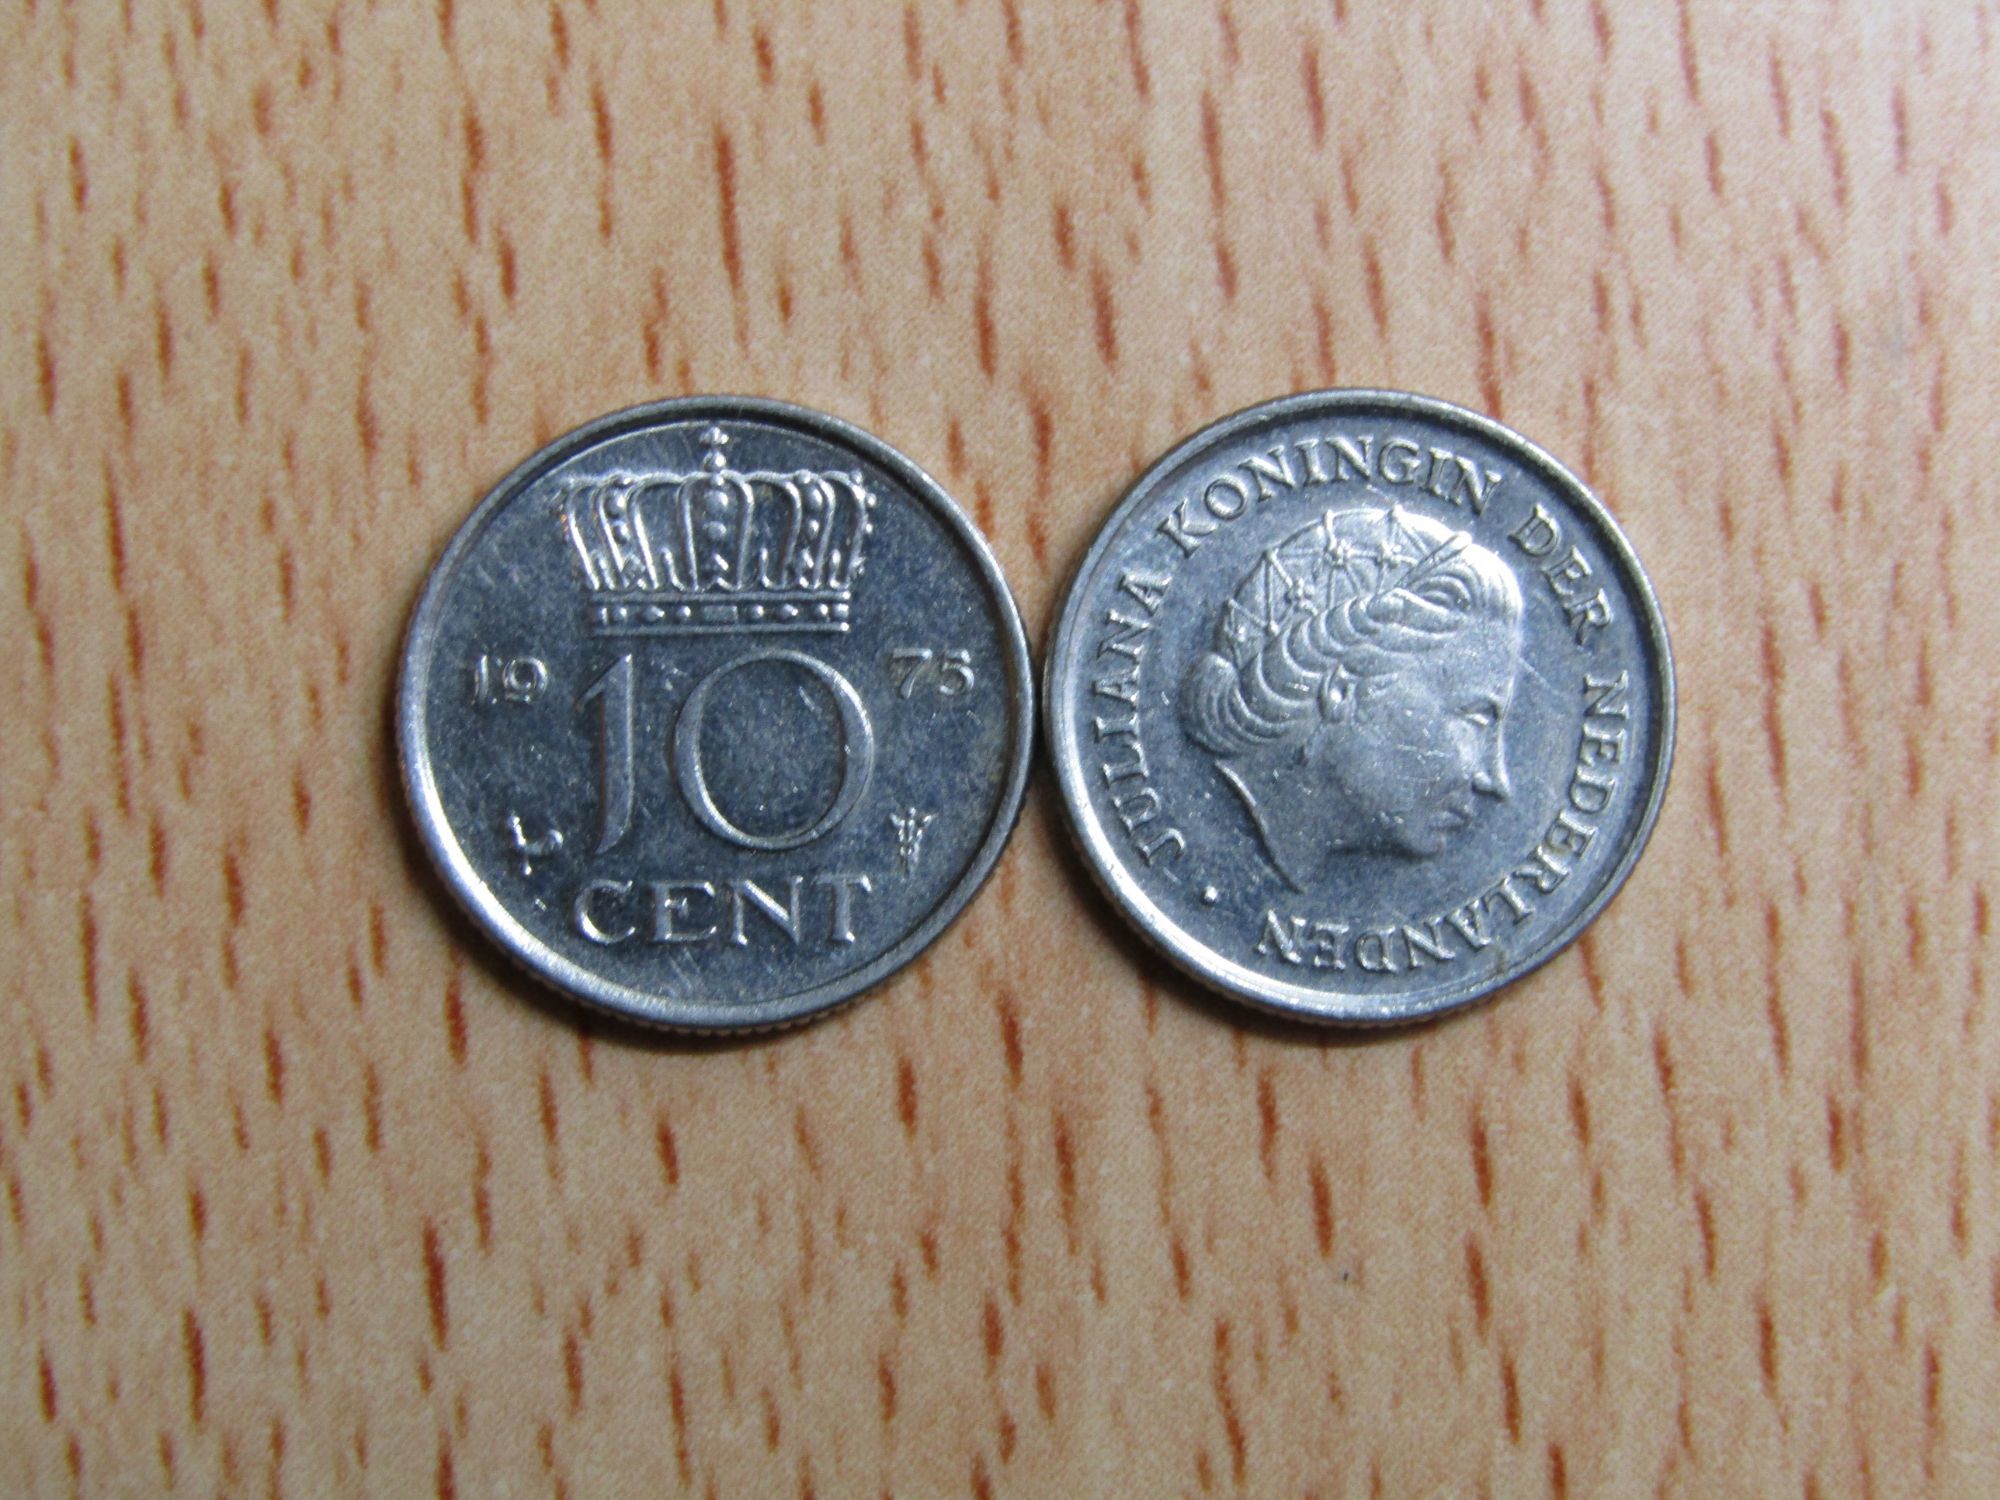 19 75
10
CENT
JULIANA KONINGIN DER NEDERLANDEN